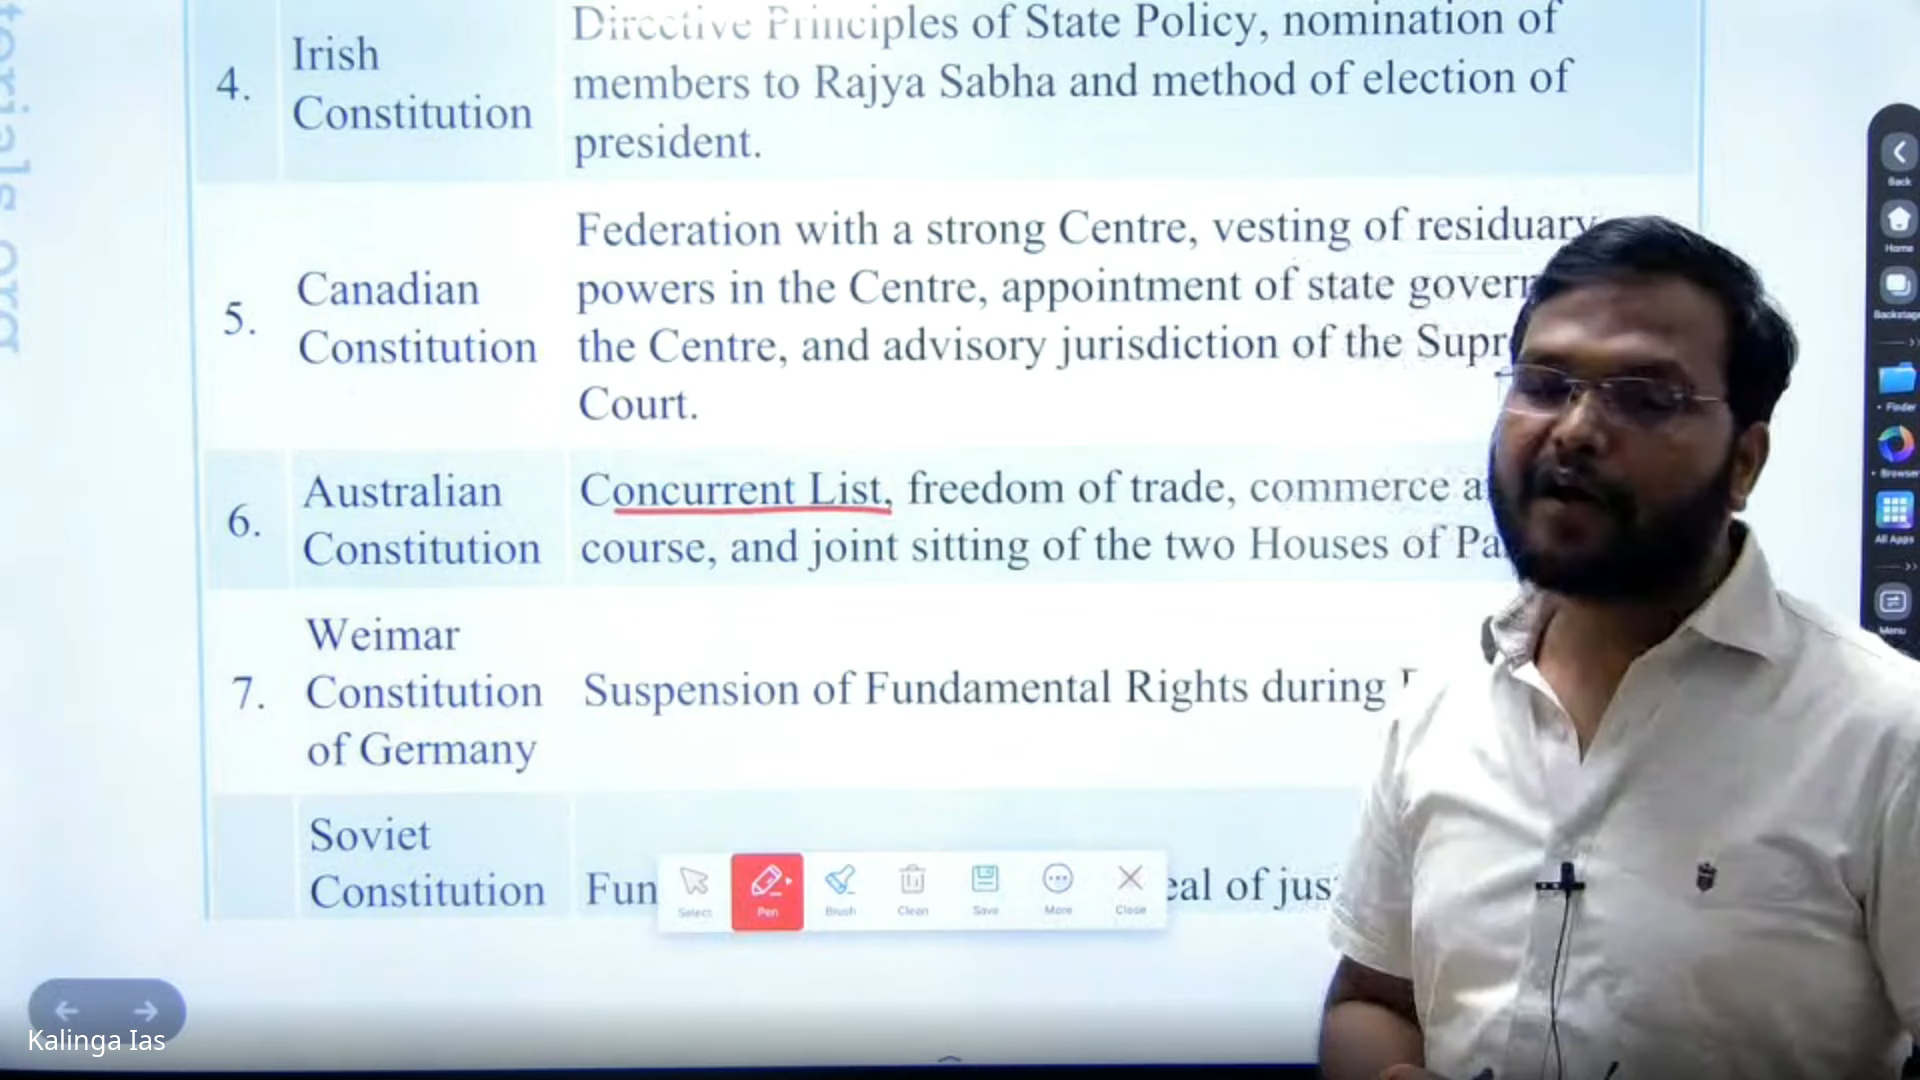 Directive Principles of State Policy, nomination of
4. Irish Constitution
members to Rajya Sabha and method of election of
president.
Federation with a strong Centre, vesting of residuary
5. Canadian Constitution
powers in the Centre, appointment of state
the Centre, and advisory jurisdiction of the
Court.
6. Australian Constitution
Concurrent List, freedom of trade, commerce
course, and joint sitting of the two Houses of
7. Weimar Constitution of Germany
Suspension of Fundamental Rights during
Soviet Constitution
Fun
eal of jus
Select
Pen
Brush
Clean
Save
More
Close
Back
Home
Backstage
Finder
Browser
All Apps
Menu
Kalinga Ias